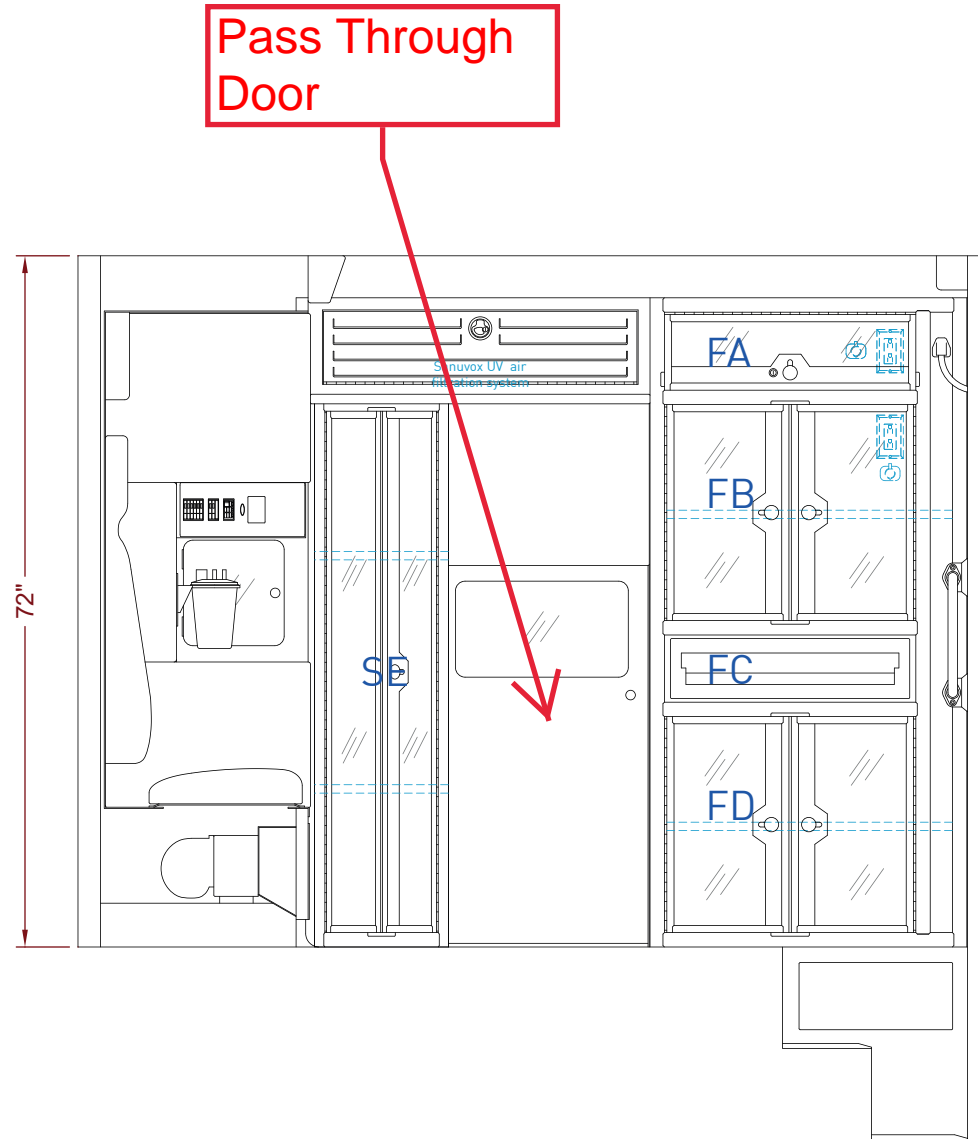 Pass Through
Door
Sanuvox UV air
filtration system
FA
FB
72"
SE
FC
FD